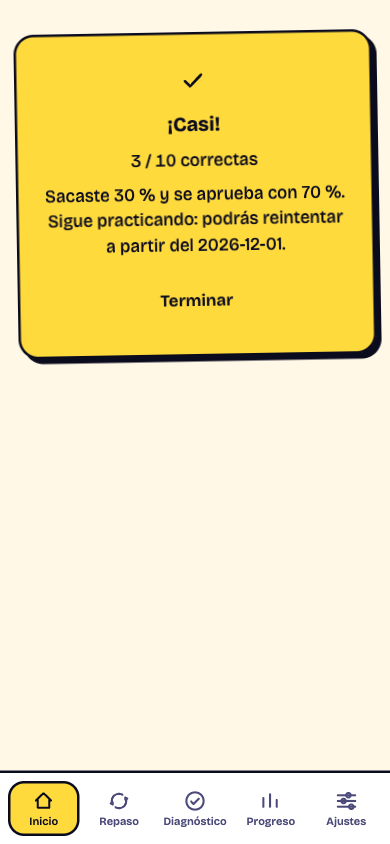 ¡Casi!
3 / 10 correctas
Sacaste 30 % y se aprueba con 70 %.
Sigue practicando: podrás reintentar
a partir del 2026-12-01.
Terminar
Inicio
Repaso
Diagnóstico
Progreso
Ajustes